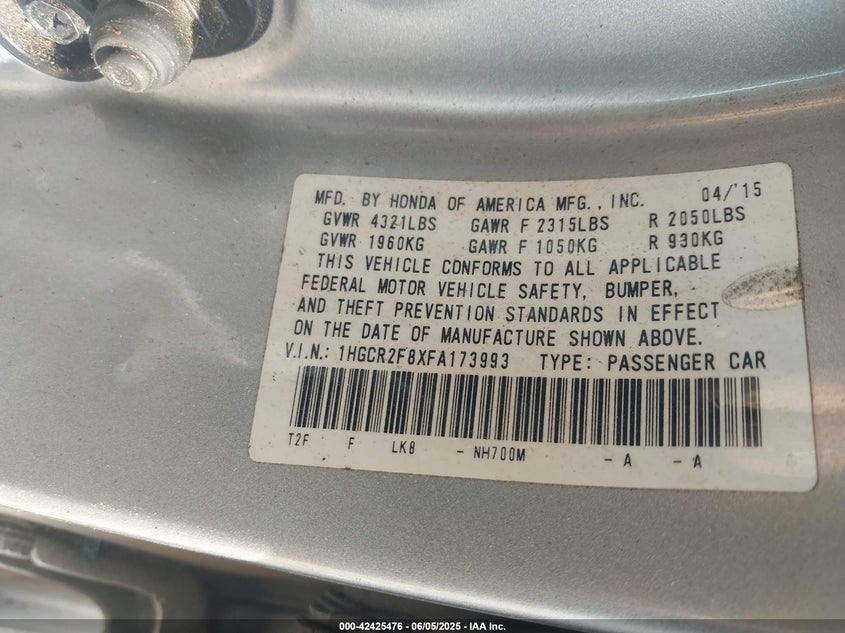 MFD. BY HONDA OF AMERICA MFG., INC. 04/'15
GVWR 4321LBS GAWR F 2315LBS R 2050LBS
GVWR 1960KG GAWR F 1050KG R 930KG
THIS VEHICLE CONFORMS TO ALL APPLICABLE
FEDERAL MOTOR VEHICLE SAFETY, BUMPER,
AND THEFT PREVENTION STANDARDS IN EFFECT
ON THE DATE OF MANUFACTURE SHOWN ABOVE.
V.I.N.: 1HGCR2F8XFA173993 TYPE: PASSENGER CAR
T2F F LK8 - NH700M - A - A
000-42425476 - 06/05/2025 - IAA Inc.